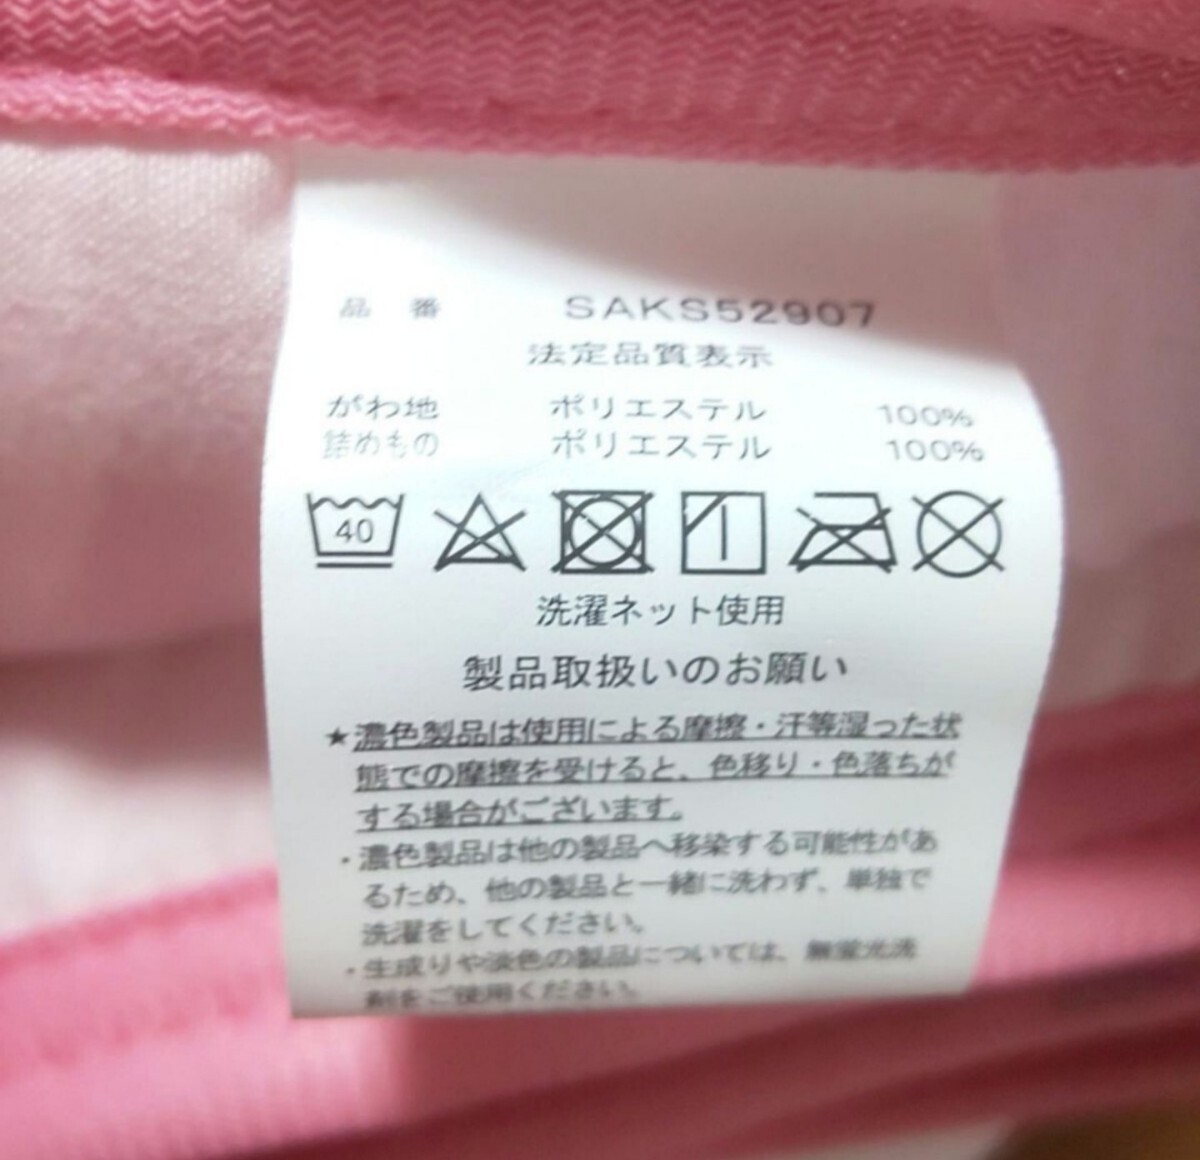 品番 SAKS52907
法定品質表示
がわ地 ポリエステル 100%
詰めもの ポリエステル 100%
40
洗濯ネット使用
製品取扱いのお願い
★濃色製品は使用による摩擦・汗等湿った状
態での摩擦を受けると、色移り・色落ちが
する場合がございます。
・濃色製品は他の製品へ移染する可能性があ
るため、他の製品と一緒に洗わず、単独で
洗濯をしてください。
・生成りや淡色の製品については、無蛍光洗
剤をご使用ください。